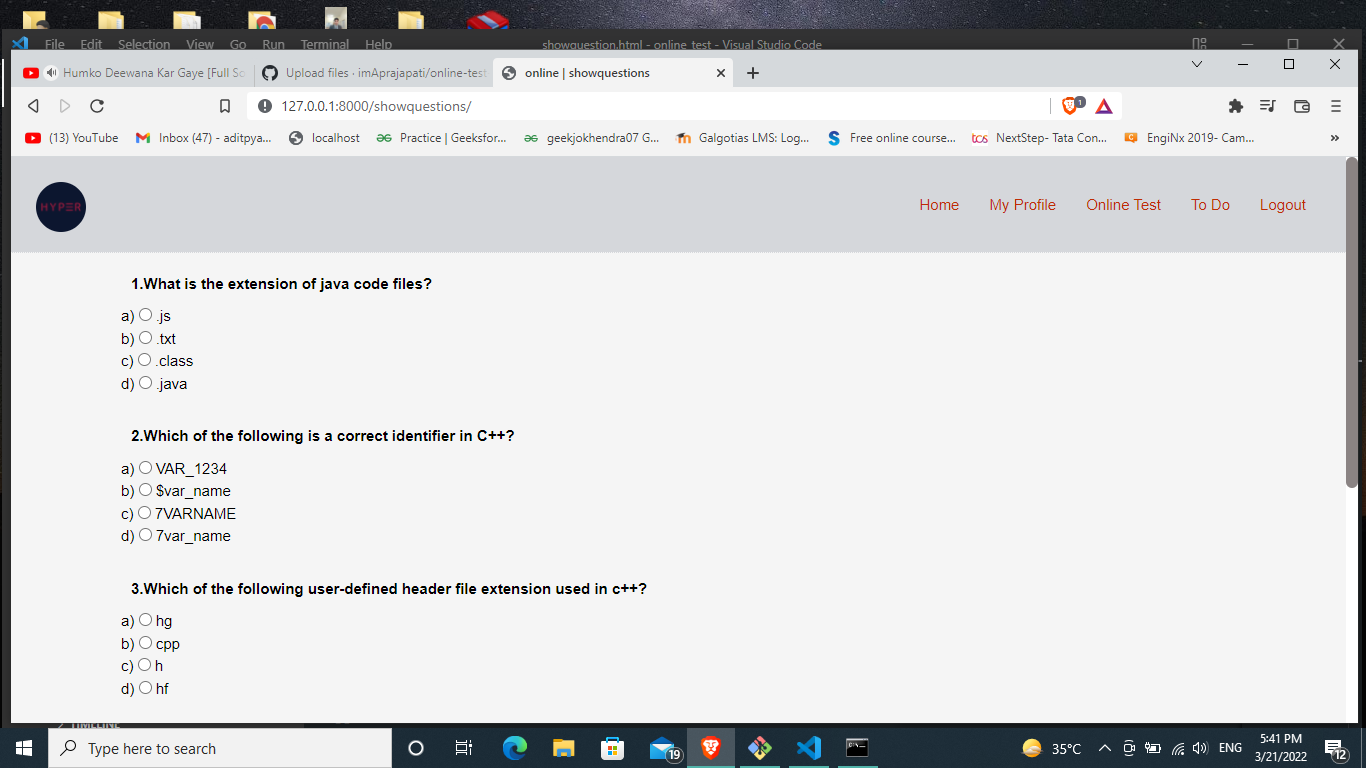 File Edit Selection View Go Run Terminal Help showquestion.html - online_test - Visual Studio Code
Humko Deewana Kar Gaye [Full So Upload files · imAprajapati/online-test online | showquestions
127.0.0.1:8000/showquestions/ 1
(13) YouTube Inbox (47) - aditpya... localhost Practice | Geeksfor... geekjokhendra07 G... Galgotias LMS: Log... Free online course... tcs NextStep- Tata Con... EngiNx 2019- Cam... »
HYPER Home My Profile Online Test To Do Logout
1.What is the extension of java code files?
a) .js
b) .txt
c) .class
d) .java
2.Which of the following is a correct identifier in C++?
a) VAR_1234
b) $var_name
c) 7VARNAME
d) 7var_name
3.Which of the following user-defined header file extension used in c++?
a) hg
b) cpp
c) h
d) hf
TIMELINE
Type here to search 19 35°C ENG 5:41 PM 12
3/21/2022